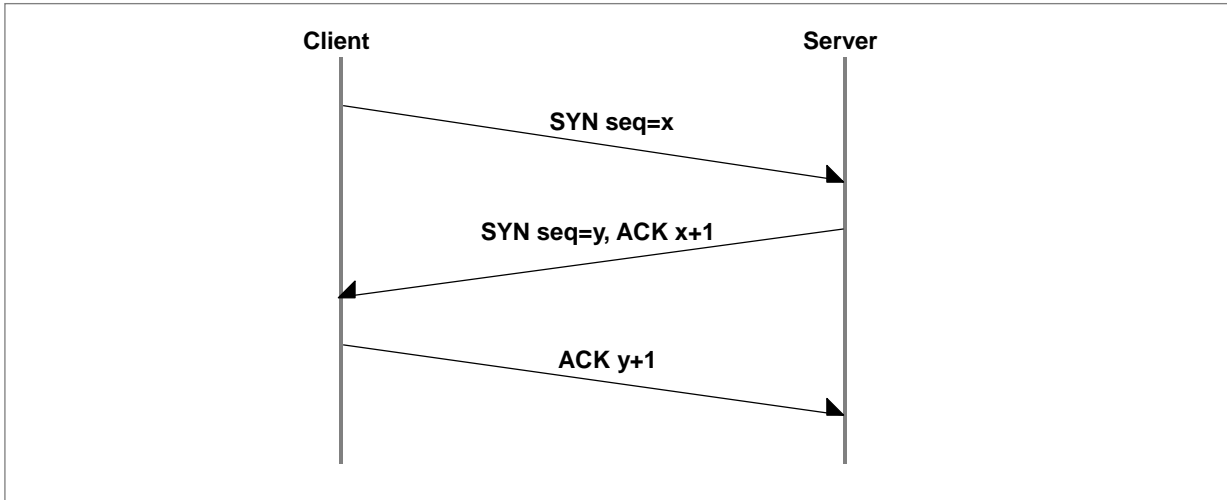 Client Server
SYN seq=x
SYN seq=y, ACK x+1
ACK y+1